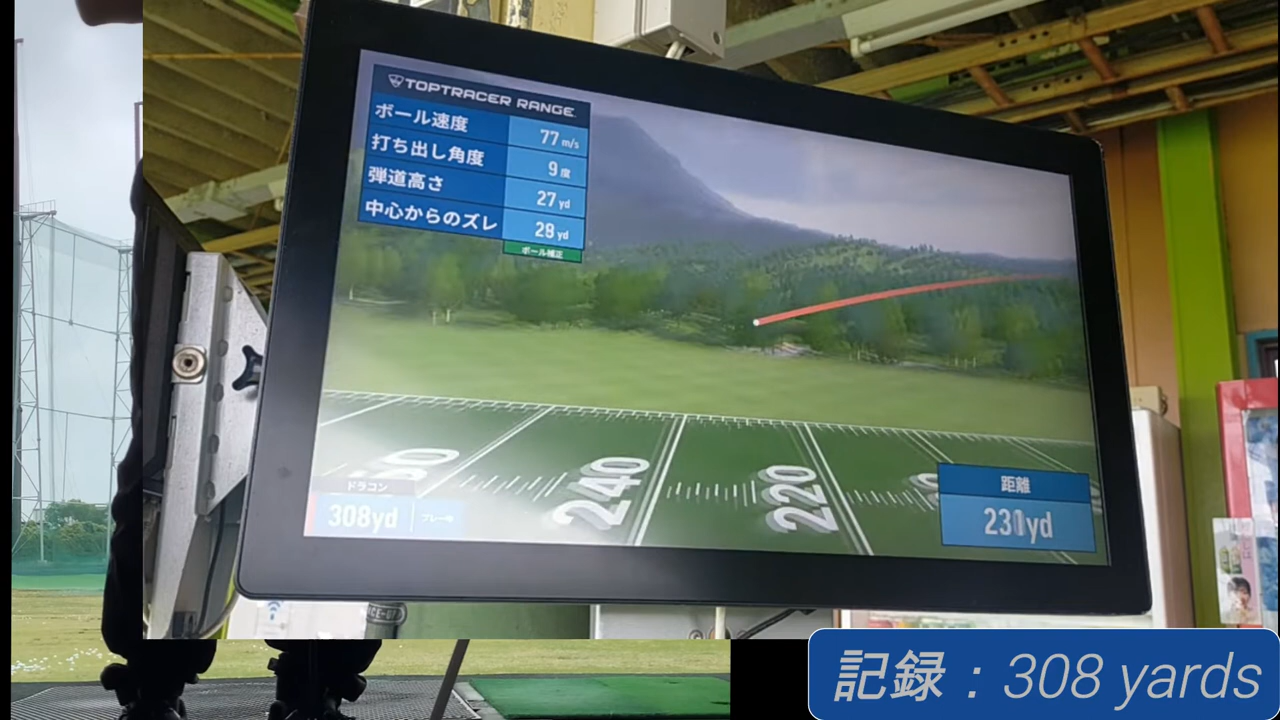 TOPTRACER RANGE
ボール速度 77 m/s
打ち出し角度 9 度
弾道高さ 27 yd
中心からのズレ 28 yd
ボール補正
240
220
ドラコン
308yd
距離
230yd
記録：308 yards